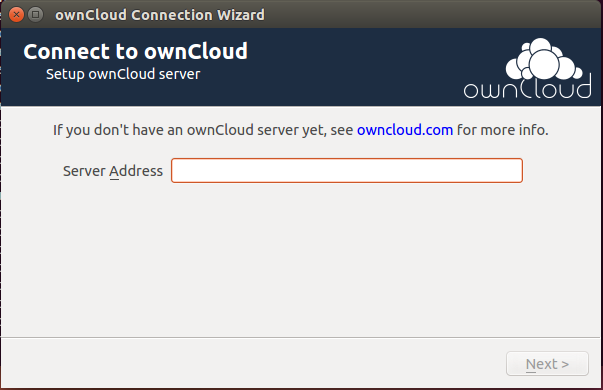 ownCloud Connection Wizard
Connect to ownCloud
Setup ownCloud server
ownCloud
If you don't have an ownCloud server yet, see owncloud.com for more info.
Server Address
Next >